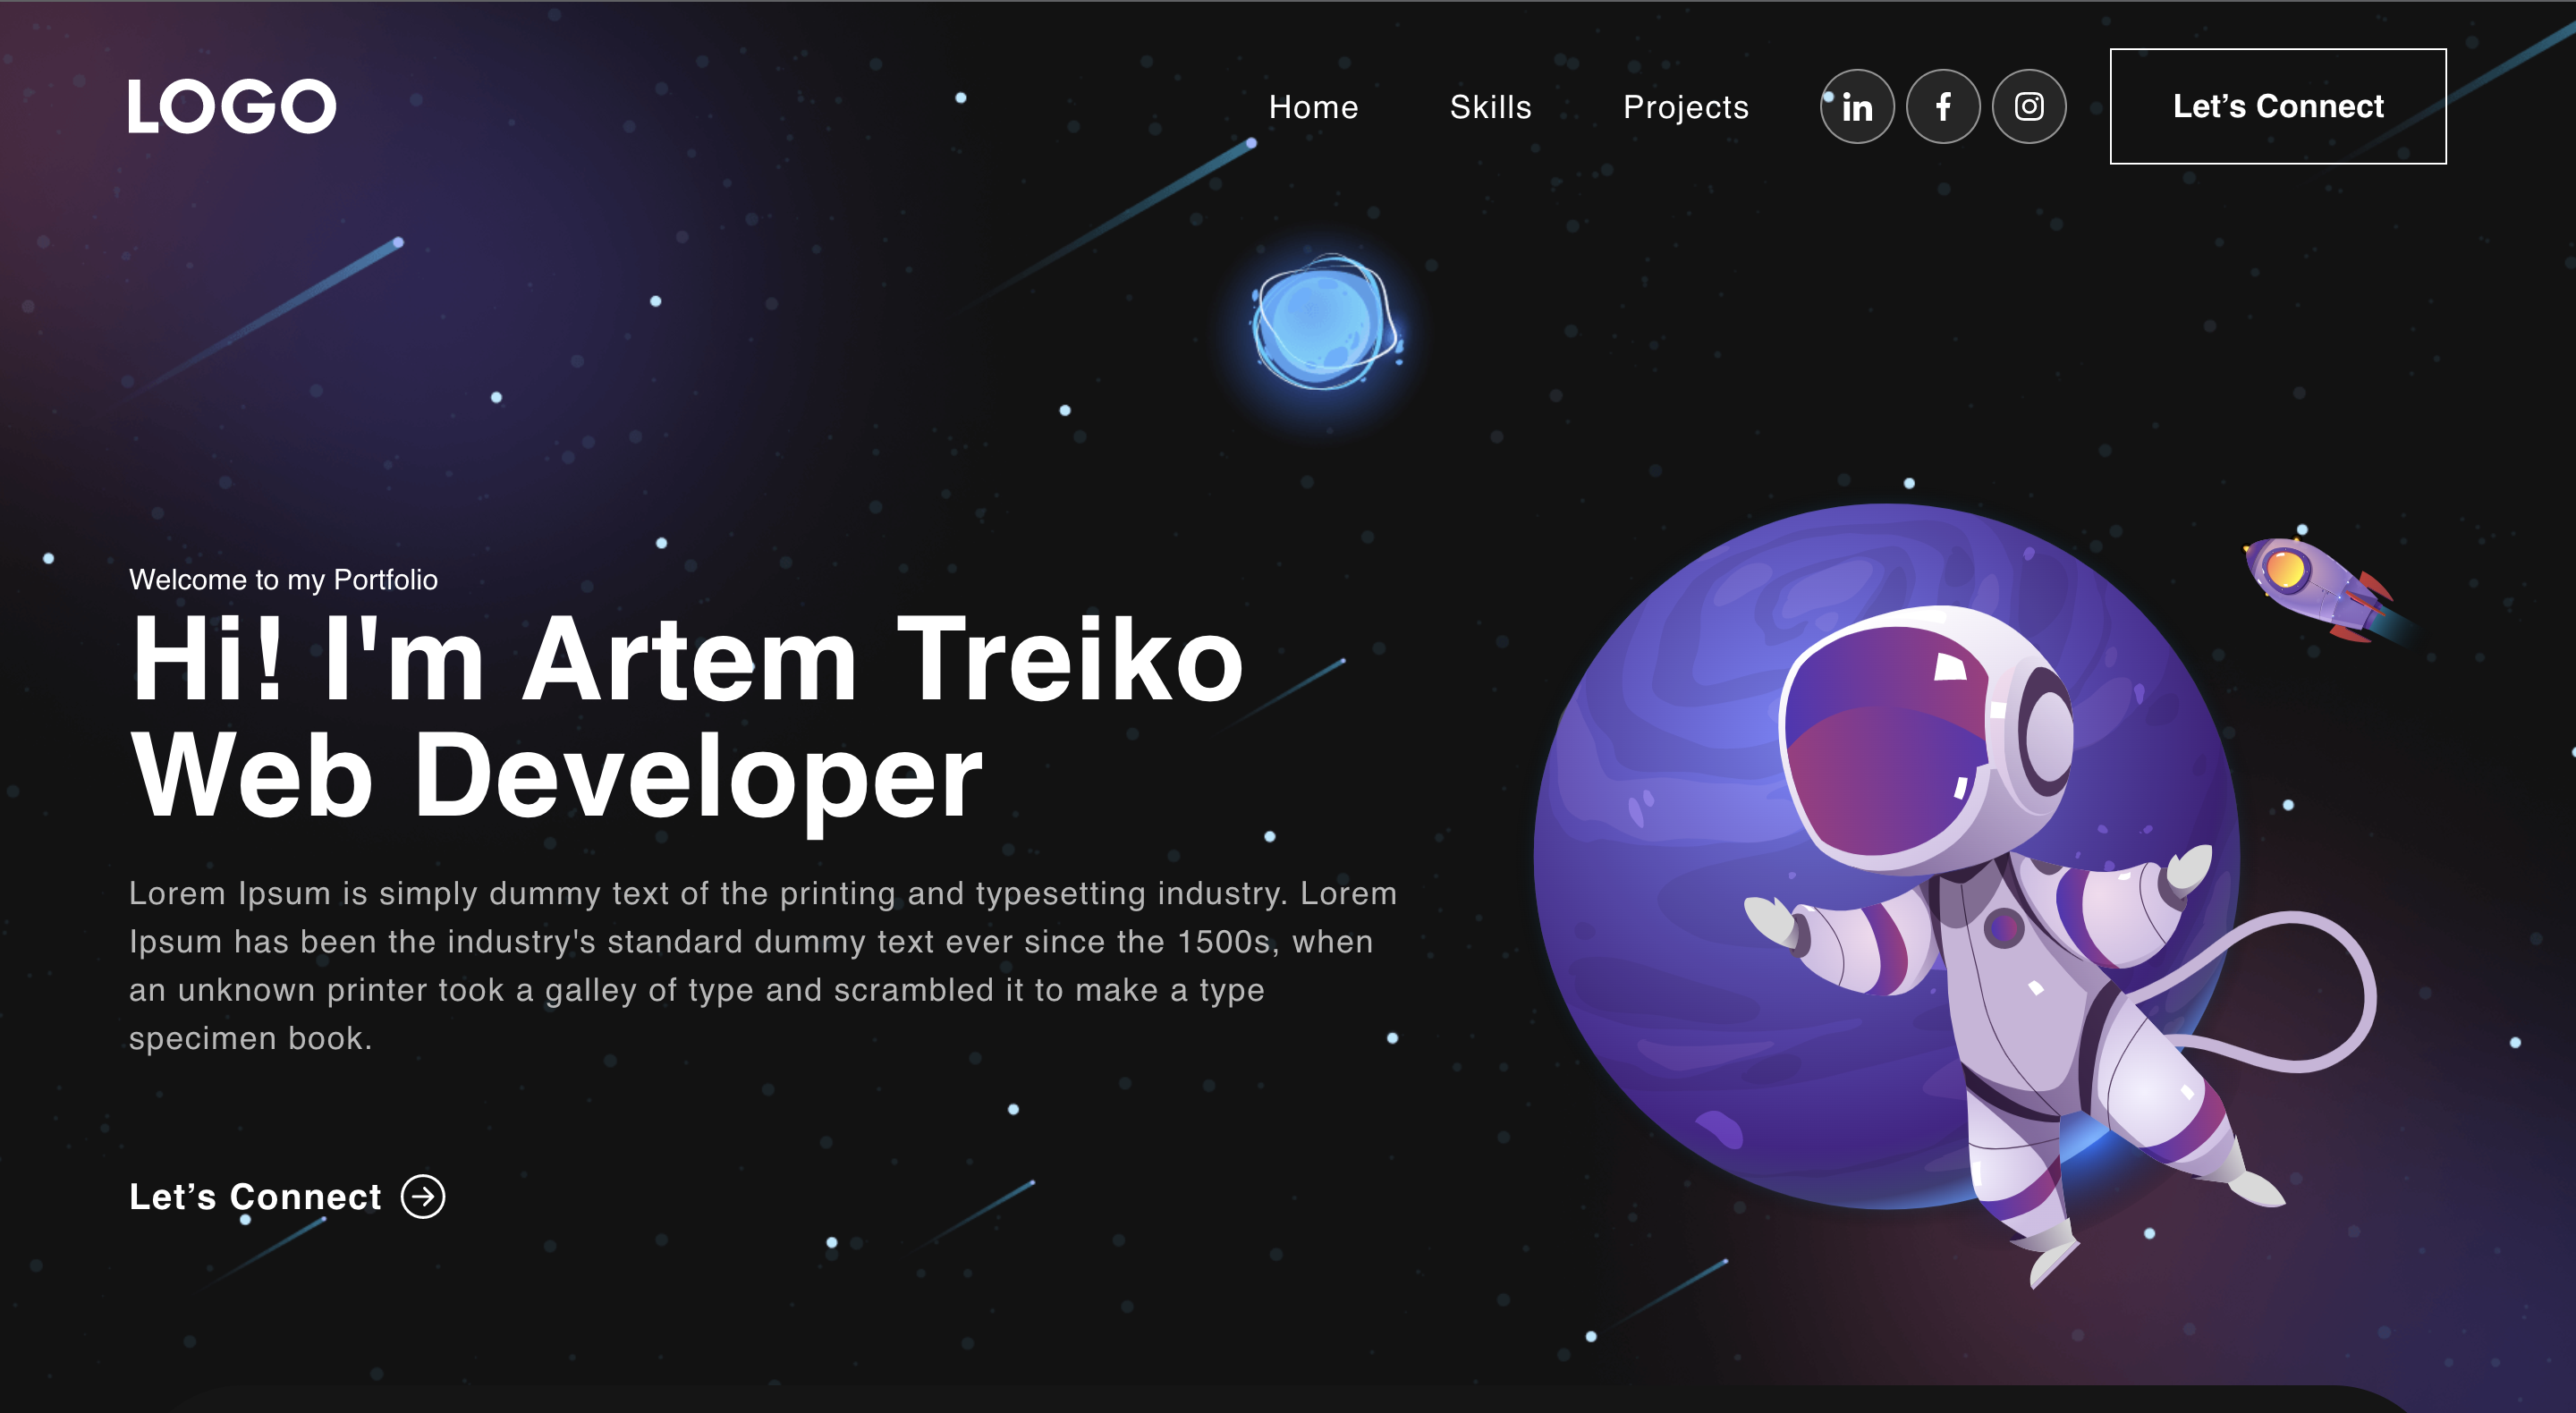 LOGO
Home Skills Projects in f Let’s Connect
Welcome to my Portfolio
Hi! I'm Artem Treiko
Web Developer
Lorem Ipsum is simply dummy text of the printing and typesetting industry. Lorem
Ipsum has been the industry's standard dummy text ever since the 1500s, when
an unknown printer took a galley of type and scrambled it to make a type
specimen book.
Let’s Connect